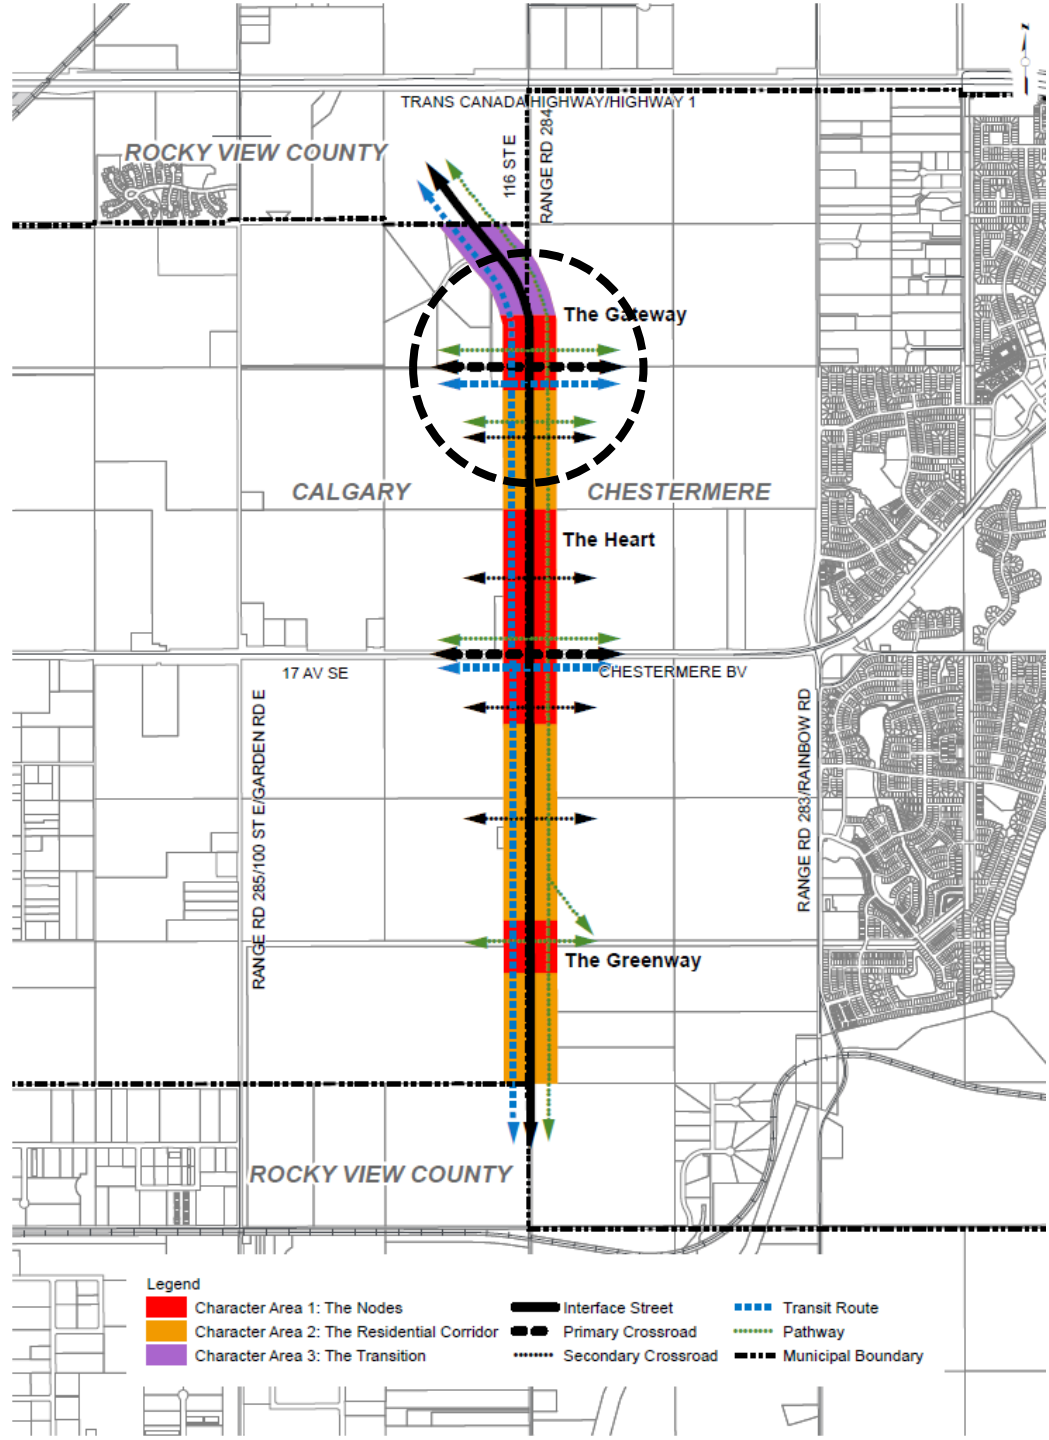 TRANS CANADA HIGHWAY/HIGHWAY 1
ROCKY VIEW COUNTY
116 ST E
RANGE RD 284
The Gateway
CALGARY
CHESTERMERE
The Heart
17 AV SE
CHESTERMERE BV
RANGE RD 285/100 ST E/GARDEN RD E
RANGE RD 283/RAINBOW RD
The Greenway
ROCKY VIEW COUNTY
Legend
Character Area 1: The Nodes
Character Area 2: The Residential Corridor
Character Area 3: The Transition
Interface Street
Primary Crossroad
Secondary Crossroad
Transit Route
Pathway
Municipal Boundary